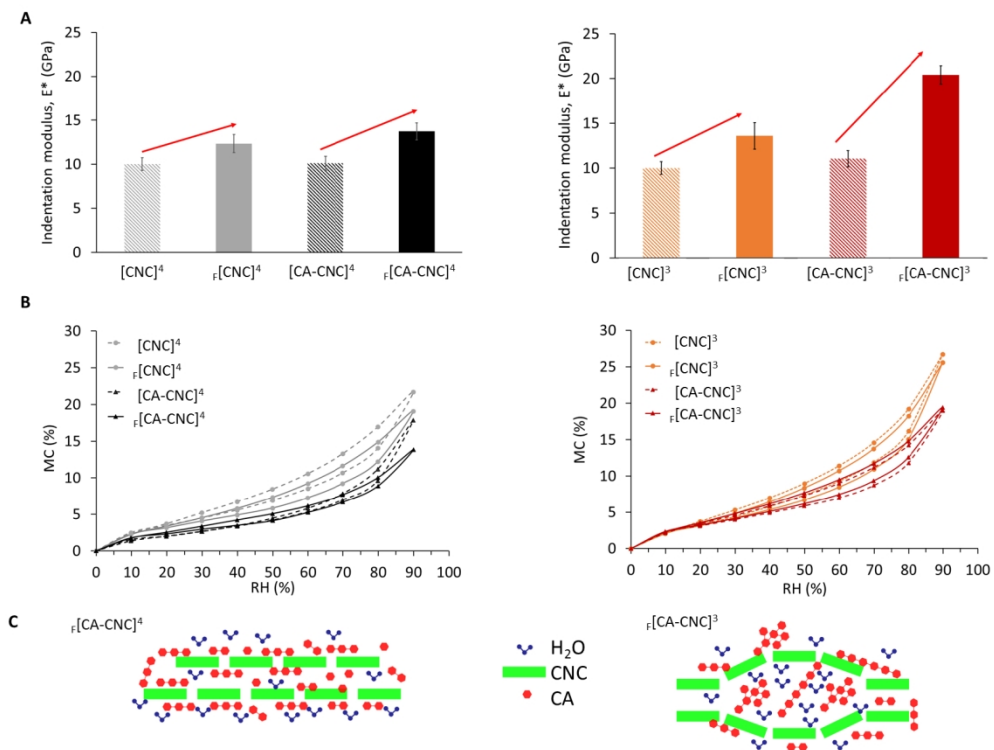 A
Indentation modulus, E* (GPa)
25
20
15
10
5
0
[CNC]⁴
F[CNC]⁴
[CA-CNC]⁴
F[CA-CNC]⁴
Indentation modulus, E* (GPa)
25
20
15
10
5
0
[CNC]³
F[CNC]³
[CA-CNC]³
F[CA-CNC]³
B
MC (%)
30
25
20
15
10
5
0
[CNC]⁴
F[CNC]⁴
[CA-CNC]⁴
F[CA-CNC]⁴
0 10 20 30 40 50 60 70 80 90 100
RH (%)
MC (%)
30
25
20
15
10
5
0
[CNC]³
F[CNC]³
[CA-CNC]³
F[CA-CNC]³
0 10 20 30 40 50 60 70 80 90 100
RH (%)
C
F[CA-CNC]⁴
H₂O
CNC
CA
F[CA-CNC]³